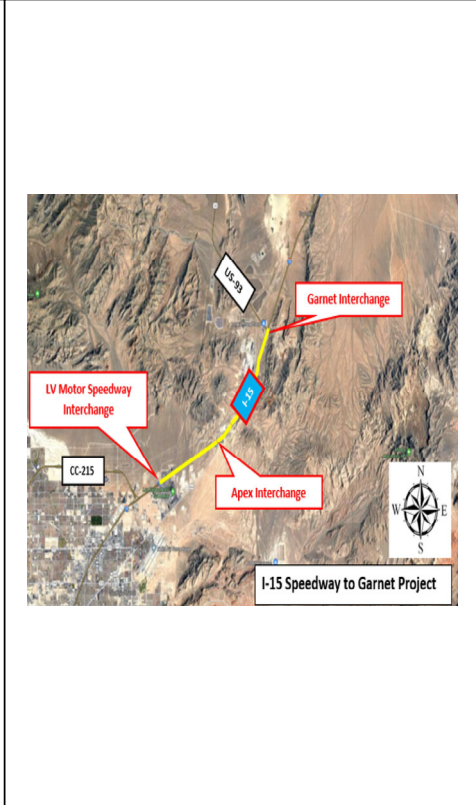 US-93
Garnet Interchange
I-15
LV Motor Speedway
Interchange
CC-215
Apex Interchange
N
W E
S
I-15 Speedway to Garnet Project